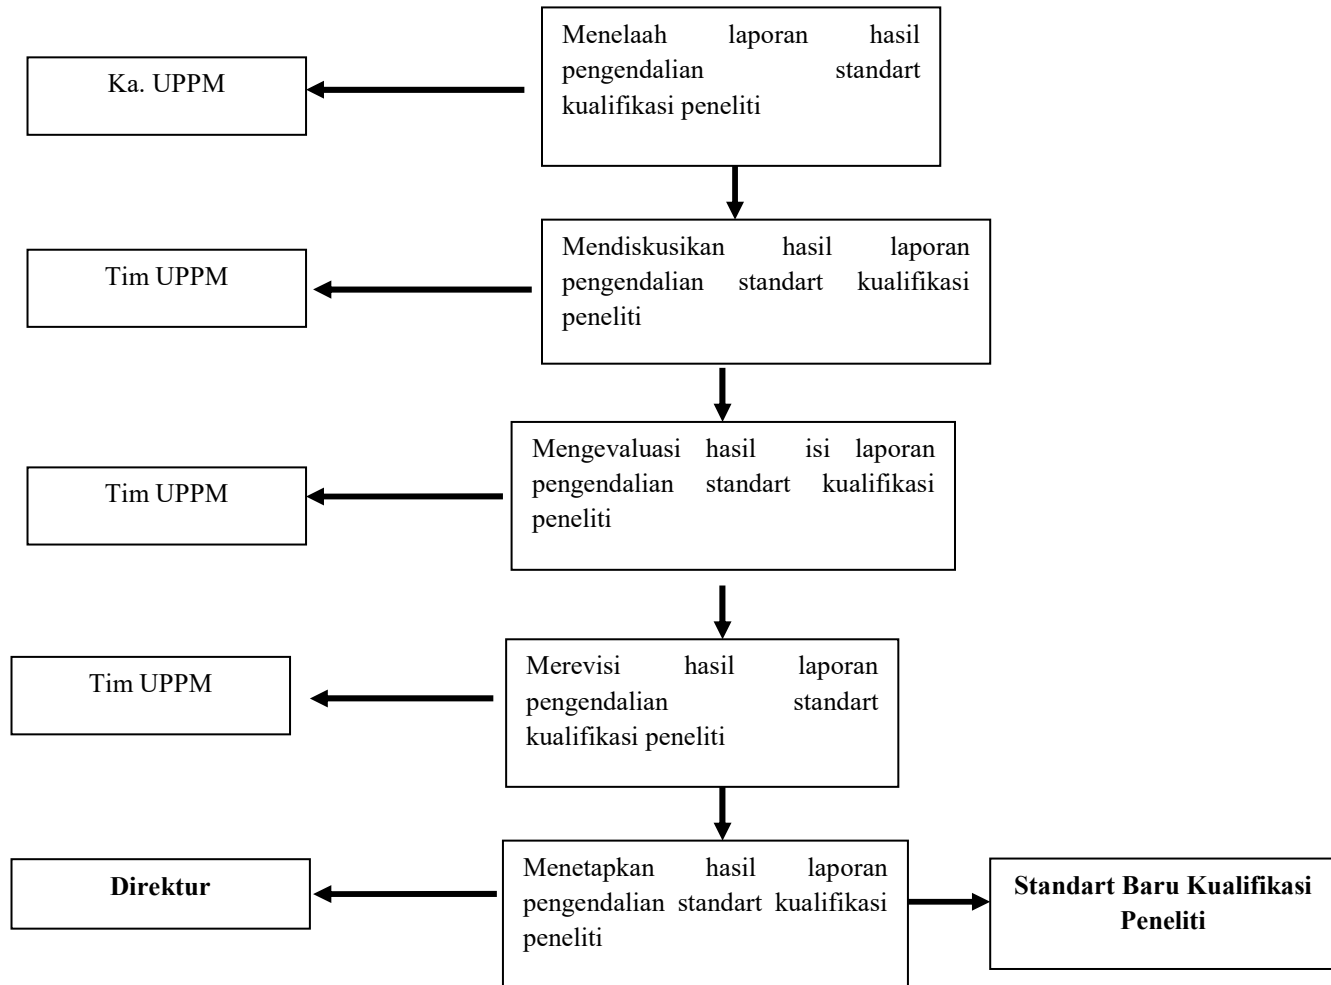 Menelaah laporan hasil
pengendalian standart
kualifikasi peneliti
Ka. UPPM
Mendiskusikan hasil laporan
pengendalian standart kualifikasi
peneliti
Tim UPPM
Mengevaluasi hasil isi laporan
pengendalian standart kualifikasi
peneliti
Tim UPPM
Merevisi hasil laporan
pengendalian standart
kualifikasi peneliti
Tim UPPM
Menetapkan hasil laporan
pengendalian standart kualifikasi
peneliti
Direktur
Standart Baru Kualifikasi
Peneliti